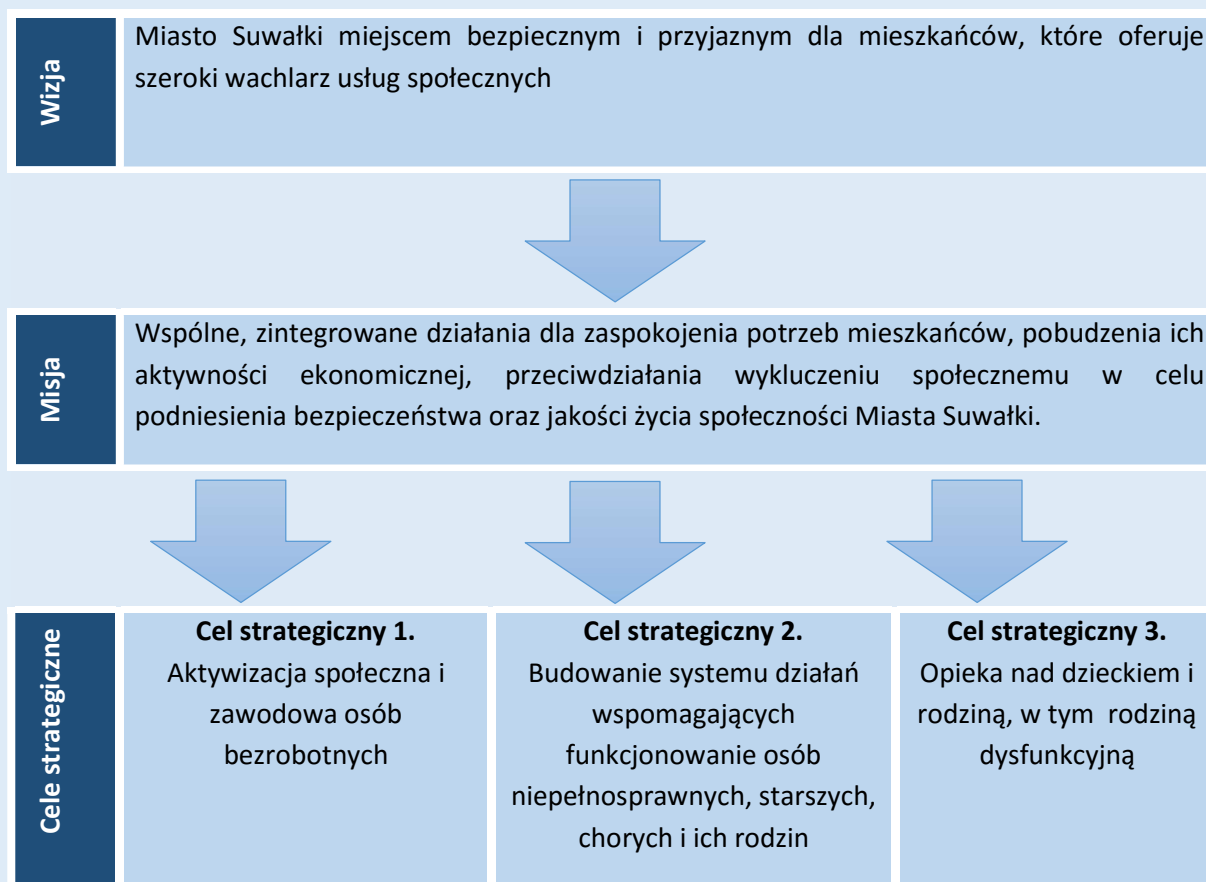 Wizja
Miasto Suwałki miejscem bezpiecznym i przyjaznym dla mieszkańców, które oferuje
szeroki wachlarz usług społecznych
Misja
Wspólne, zintegrowane działania dla zaspokojenia potrzeb mieszkańców, pobudzenia ich
aktywności ekonomicznej, przeciwdziałania wykluczeniu społecznemu w celu
podniesienia bezpieczeństwa oraz jakości życia społeczności Miasta Suwałki.
Cele strategiczne
Cel strategiczny 1.
Aktywizacja społeczna i
zawodowa osób
bezrobotnych
Cel strategiczny 2.
Budowanie systemu działań
wspomagających
funkcjonowanie osób
niepełnosprawnych, starszych,
chorych i ich rodzin
Cel strategiczny 3.
Opieka nad dzieckiem i
rodziną, w tym rodziną
dysfunkcyjną